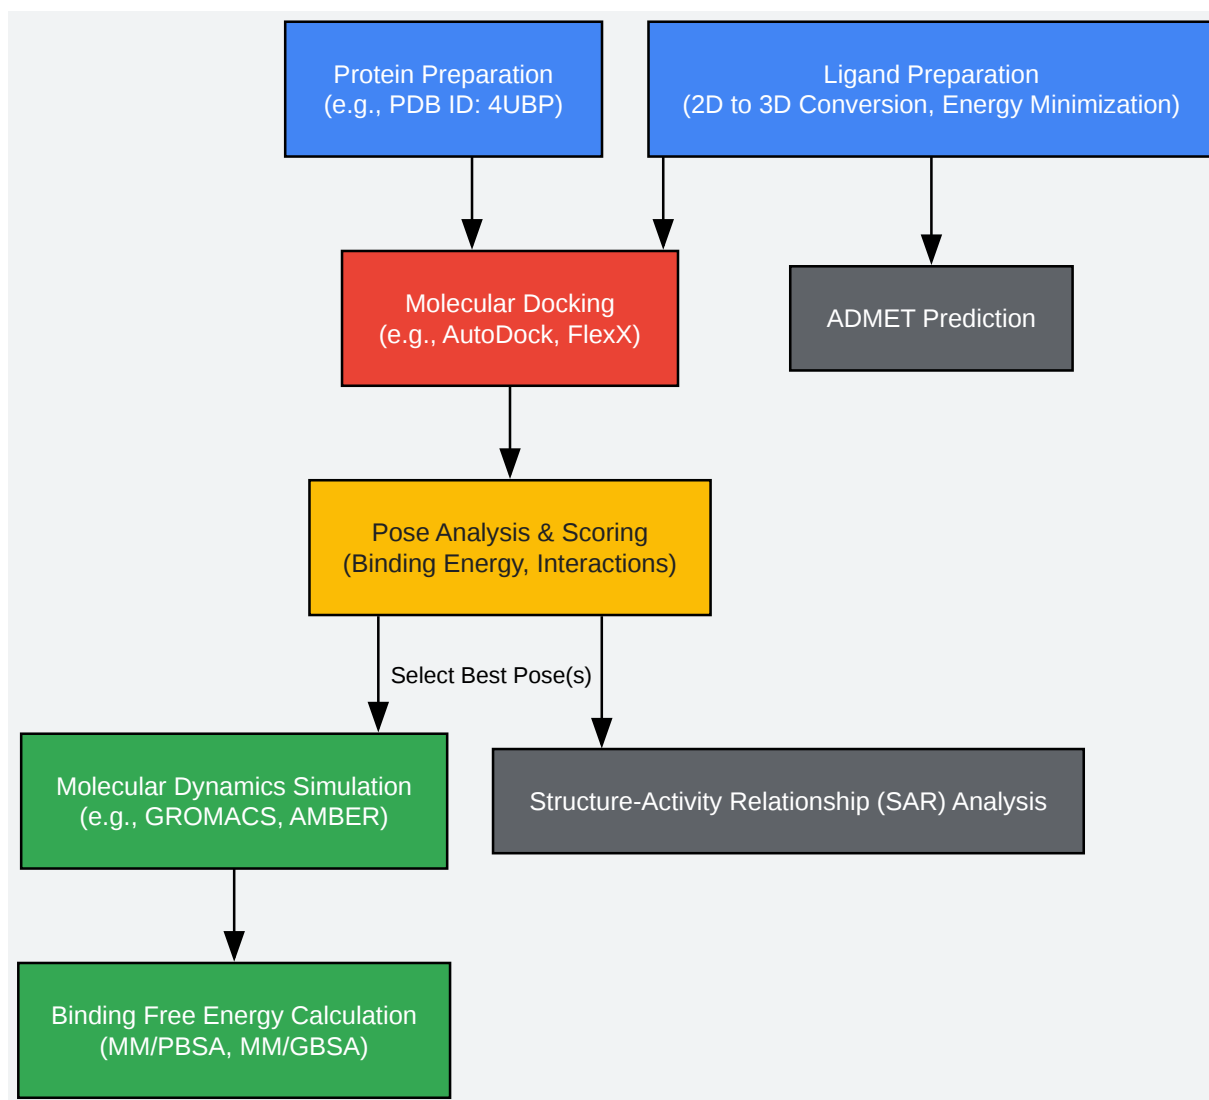 Protein Preparation
(e.g., PDB ID: 4UBP)
Ligand Preparation
(2D to 3D Conversion, Energy Minimization)
Molecular Docking
(e.g., AutoDock, FlexX)
ADMET Prediction
Pose Analysis & Scoring
(Binding Energy, Interactions)
Select Best Pose(s)
Molecular Dynamics Simulation
(e.g., GROMACS, AMBER)
Structure-Activity Relationship (SAR) Analysis
Binding Free Energy Calculation
(MM/PBSA, MM/GBSA)